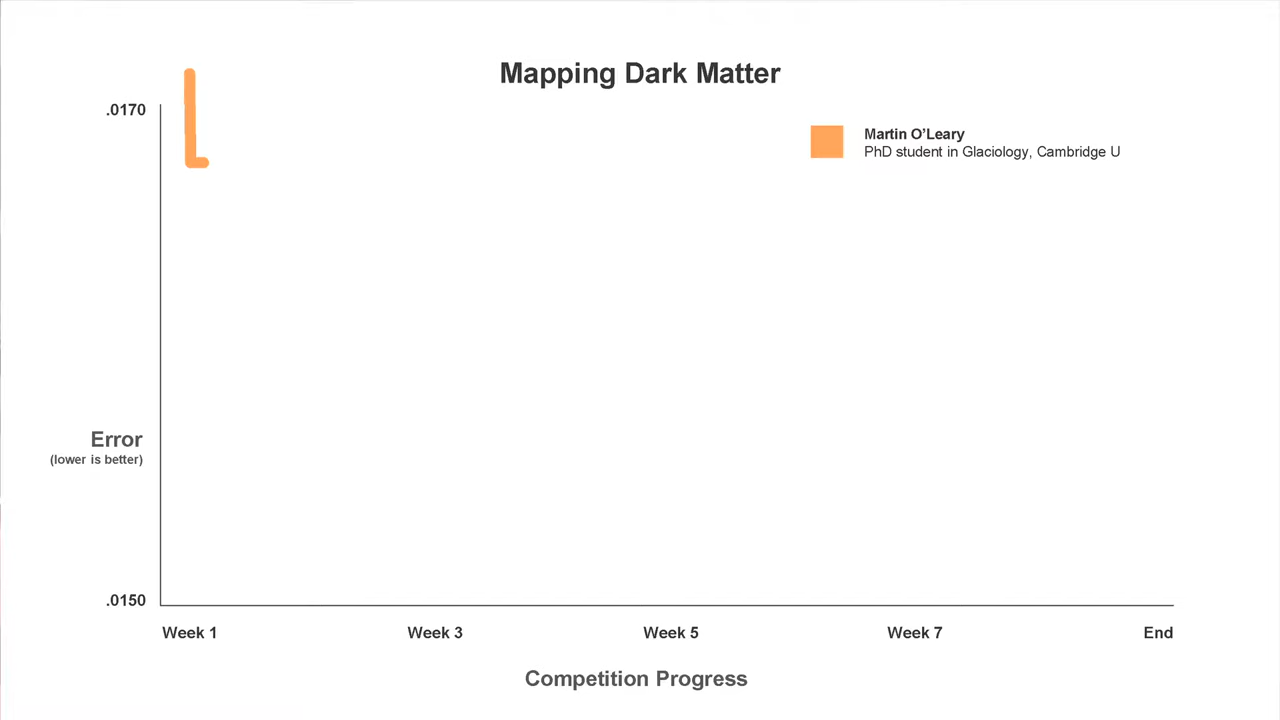 Mapping Dark Matter
.0170
Martin O’Leary
PhD student in Glaciology, Cambridge U
Error
(lower is better)
.0150
Week 1
Week 3
Week 5
Week 7
End
Competition Progress